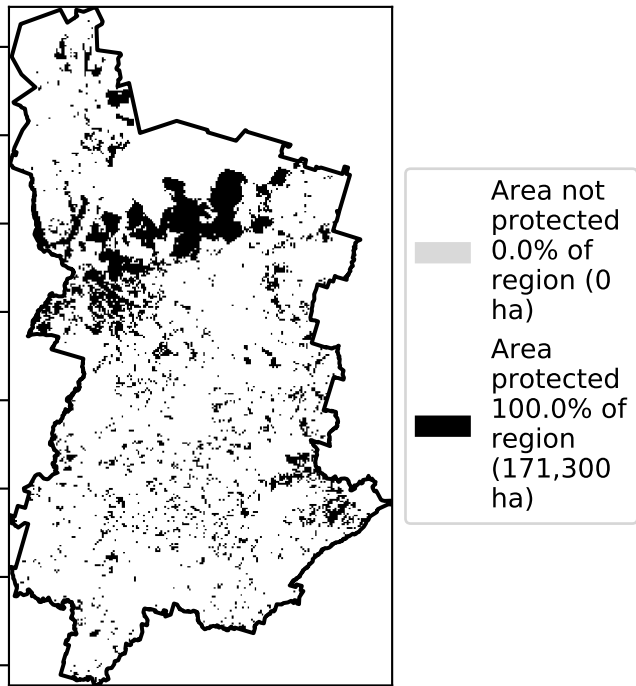 Area not
protected
0.0% of
region (0
ha)
Area
protected
100.0% of
region
(171,300
ha)